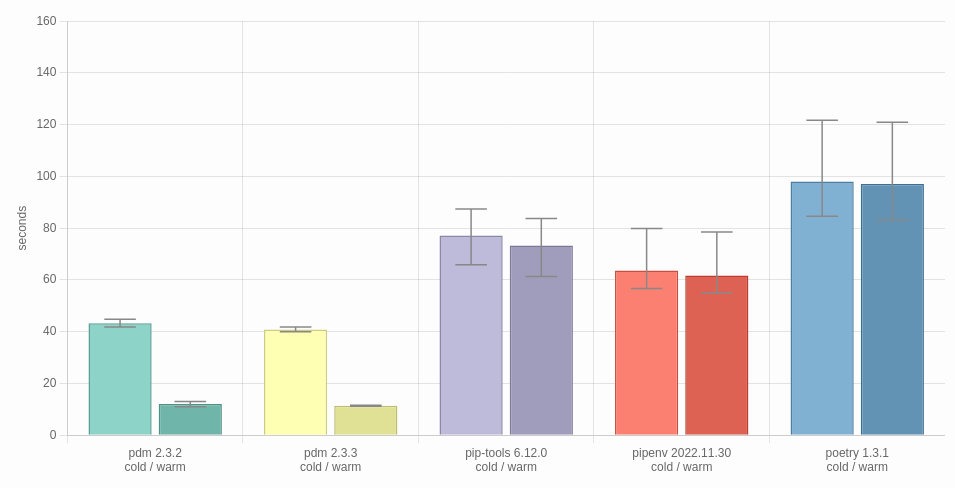 160
140
120
100
80
60
40
20
0
seconds
pdm 2.3.2
cold / warm
pdm 2.3.3
cold / warm
pip-tools 6.12.0
cold / warm
pipenv 2022.11.30
cold / warm
poetry 1.3.1
cold / warm